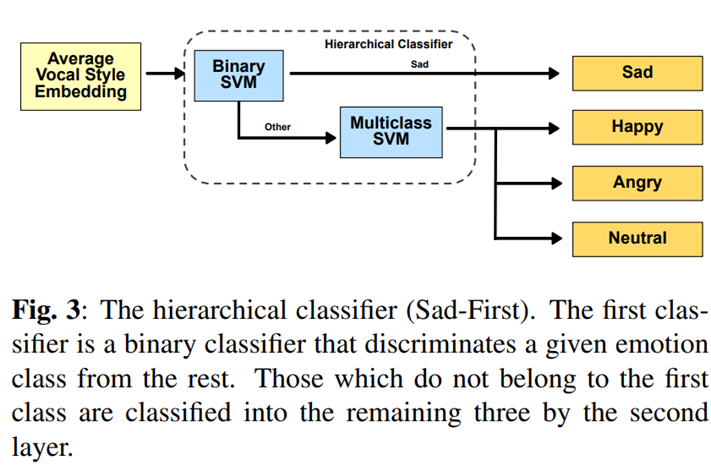 Hierarchical Classifier
Average
Vocal Style
Embedding
Binary
SVM
Sad
Sad
Other
Multiclass
SVM
Happy
Angry
Neutral
Fig. 3: The hierarchical classifier (Sad-First). The first clas-
sifier is a binary classifier that discriminates a given emotion
class from the rest. Those which do not belong to the first
class are classified into the remaining three by the second
layer.